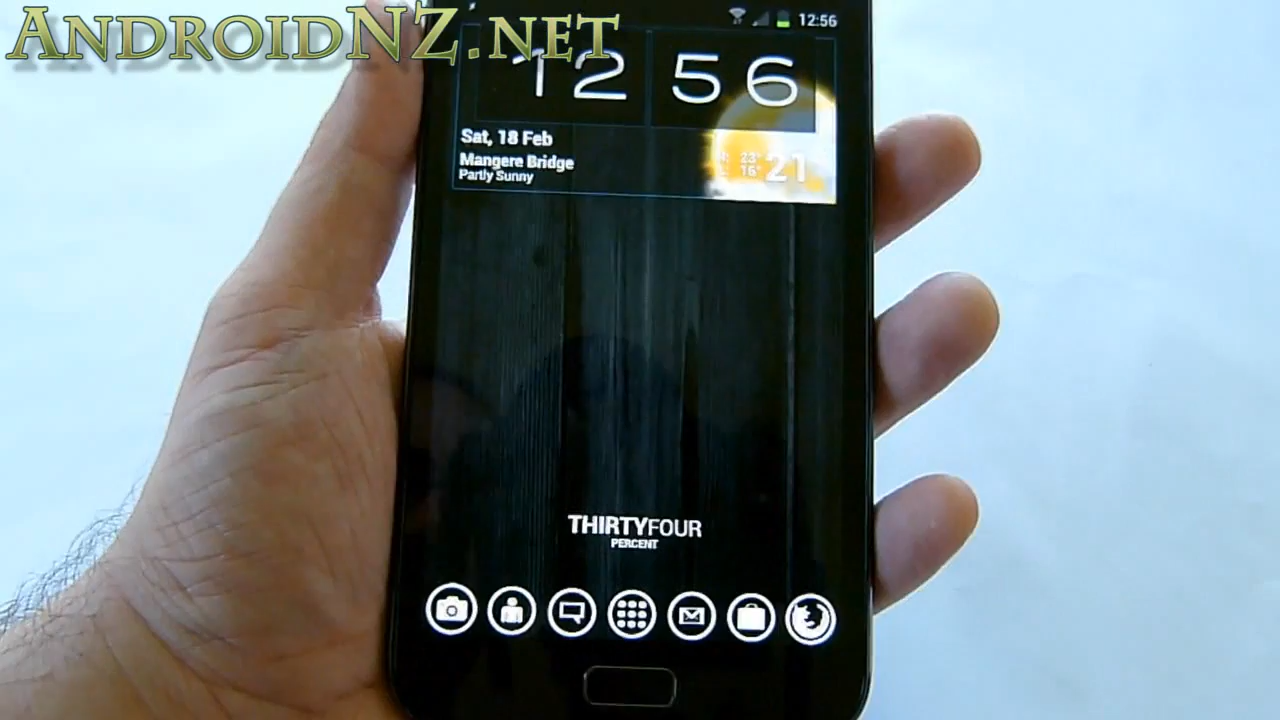 AndroidNZ.net
12:56
12 56
Sat, 18 Feb
Mangere Bridge
Partly Sunny
23°
16°
21
THIRTYFOUR
PERCENT